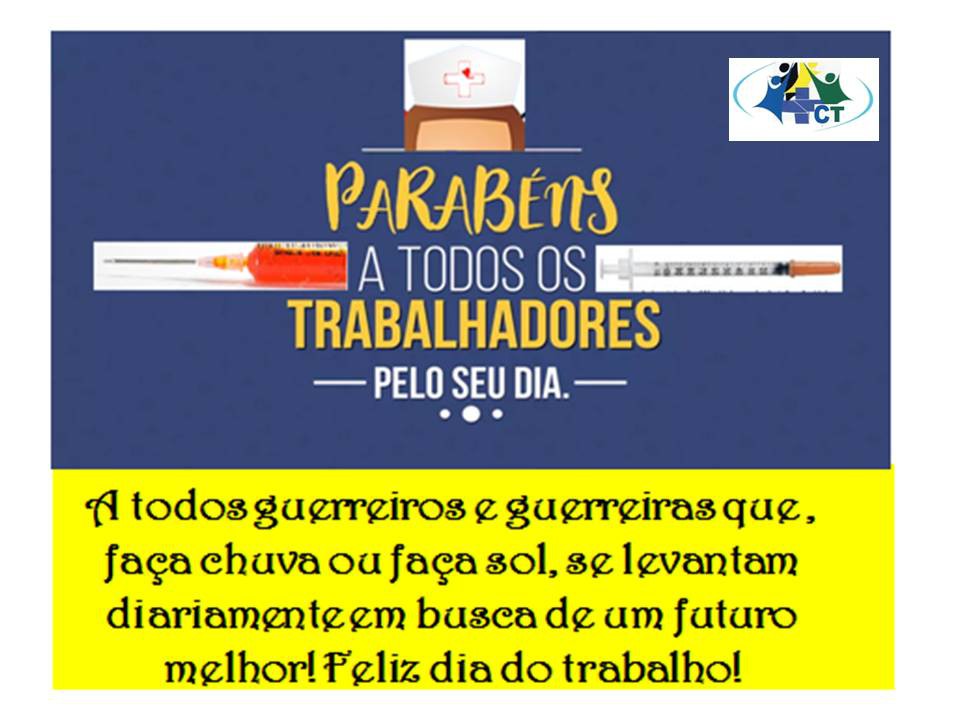 CT
PARABÉNS
A TODOS OS
TRABALHADORES
PELO SEU DIA.
A todos guerreiros e guerreiras que ,
faça chuva ou faça sol, se levantam
diariamente em busca de um futuro
melhor! Feliz dia do trabalho!